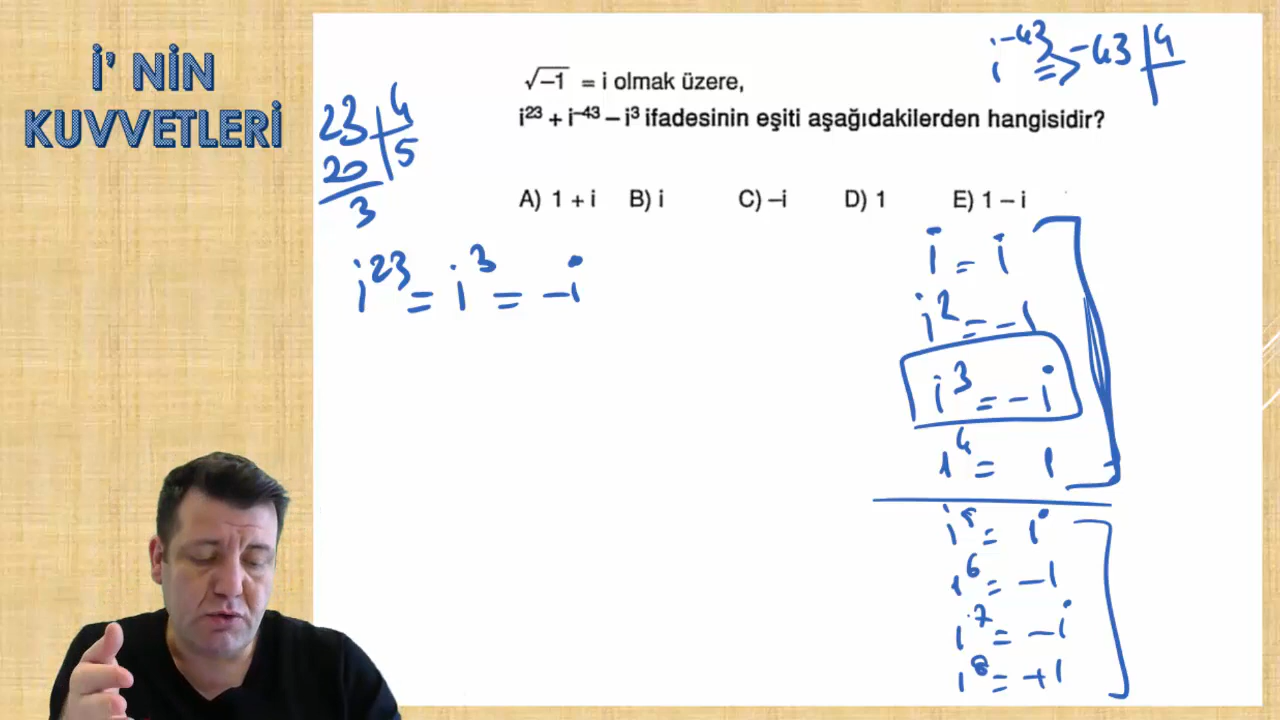 İ' NİN
KUVVETLERİ
√−1 = i olmak üzere,
i²³ + i⁻⁴³ − i³ ifadesinin eşiti aşağıdakilerden hangisidir?
A) 1 + i B) i C) −i D) 1 E) 1 − i
i⁻⁴³ => −43 | 4
23 | 4
20 | 5
3
i²³ = i³ = −i
i = i
i² = −1
i³ = −i
i⁴ = 1
i⁵ = i
i⁶ = −1
i⁷ = −i
i⁸ = +1